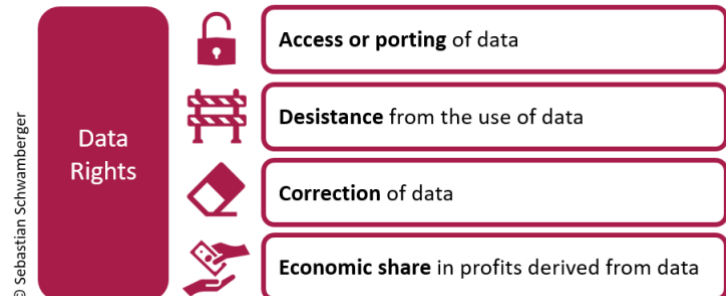 Data
Rights
Access or porting of data
Desistance from the use of data
Correction of data
Economic share in profits derived from data
© Sebastian Schwamberger